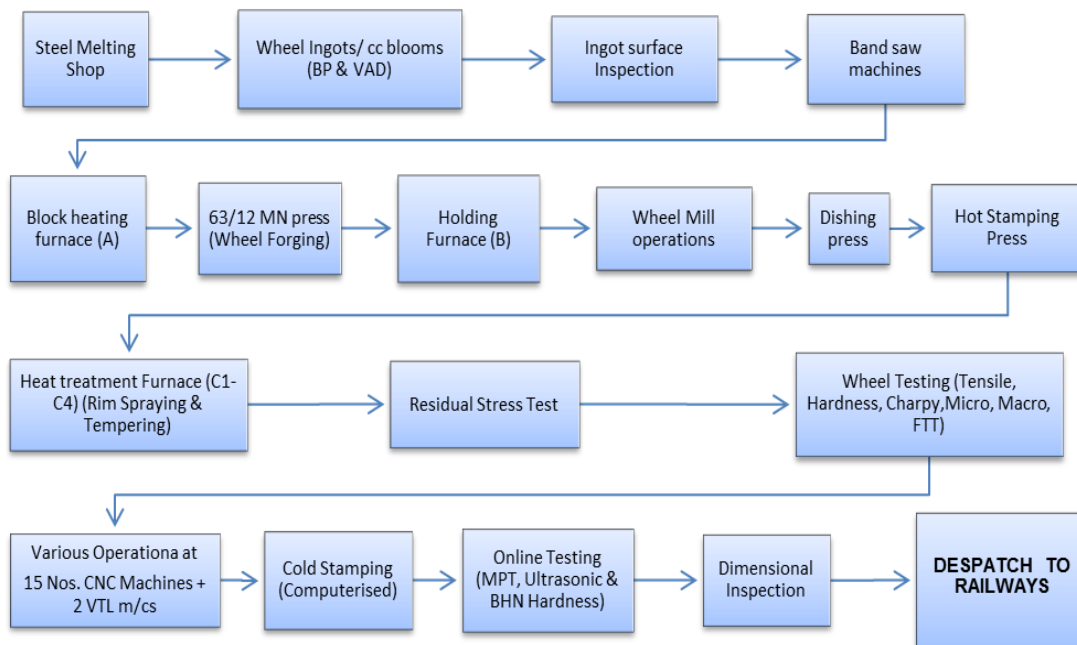 Steel Melting
Shop
Wheel Ingots/ cc blooms
(BP & VAD)
Ingot surface
Inspection
Band saw
machines
Block heating
furnace (A)
63/12 MN press
(Wheel Forging)
Holding
Furnace (B)
Wheel Mill
operations
Dishing
press
Hot Stamping
Press
Heat treatment Furnace (C1-
C4) (Rim Spraying &
Tempering)
Residual Stress Test
Wheel Testing (Tensile,
Hardness, Charpy,Micro, Macro,
FTT)
Various Operationa at
15 Nos. CNC Machines +
2 VTL m/cs
Cold Stamping
(Computerised)
Online Testing
(MPT, Ultrasonic &
BHN Hardness)
Dimensional
Inspection
DESPATCH TO
RAILWAYS